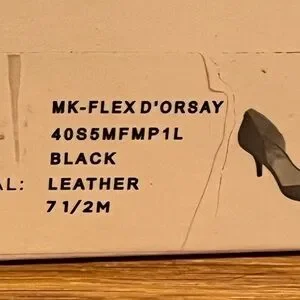 MK-FLEX D'ORSAY
40S5MFMP1L
BLACK
AL: LEATHER
7 1/2M